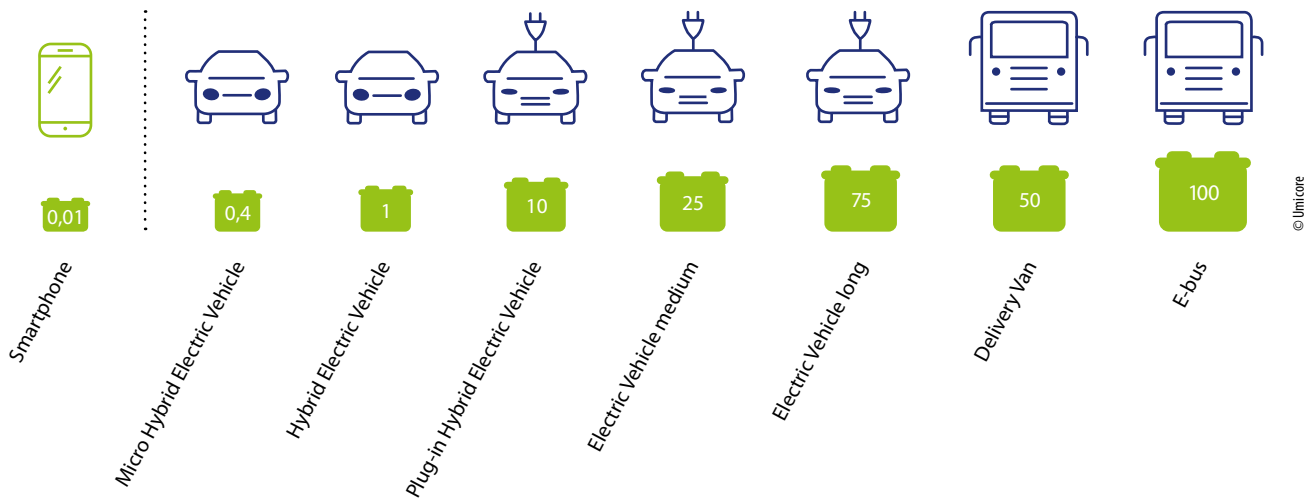 0,01
0,4
1
10
25
75
50
100
Smartphone
Micro Hybrid Electric Vehicle
Hybrid Electric Vehicle
Plug-in Hybrid Electric Vehicle
Electric Vehicle medium
Electric Vehicle long
Delivery Van
E-bus
© Umicore